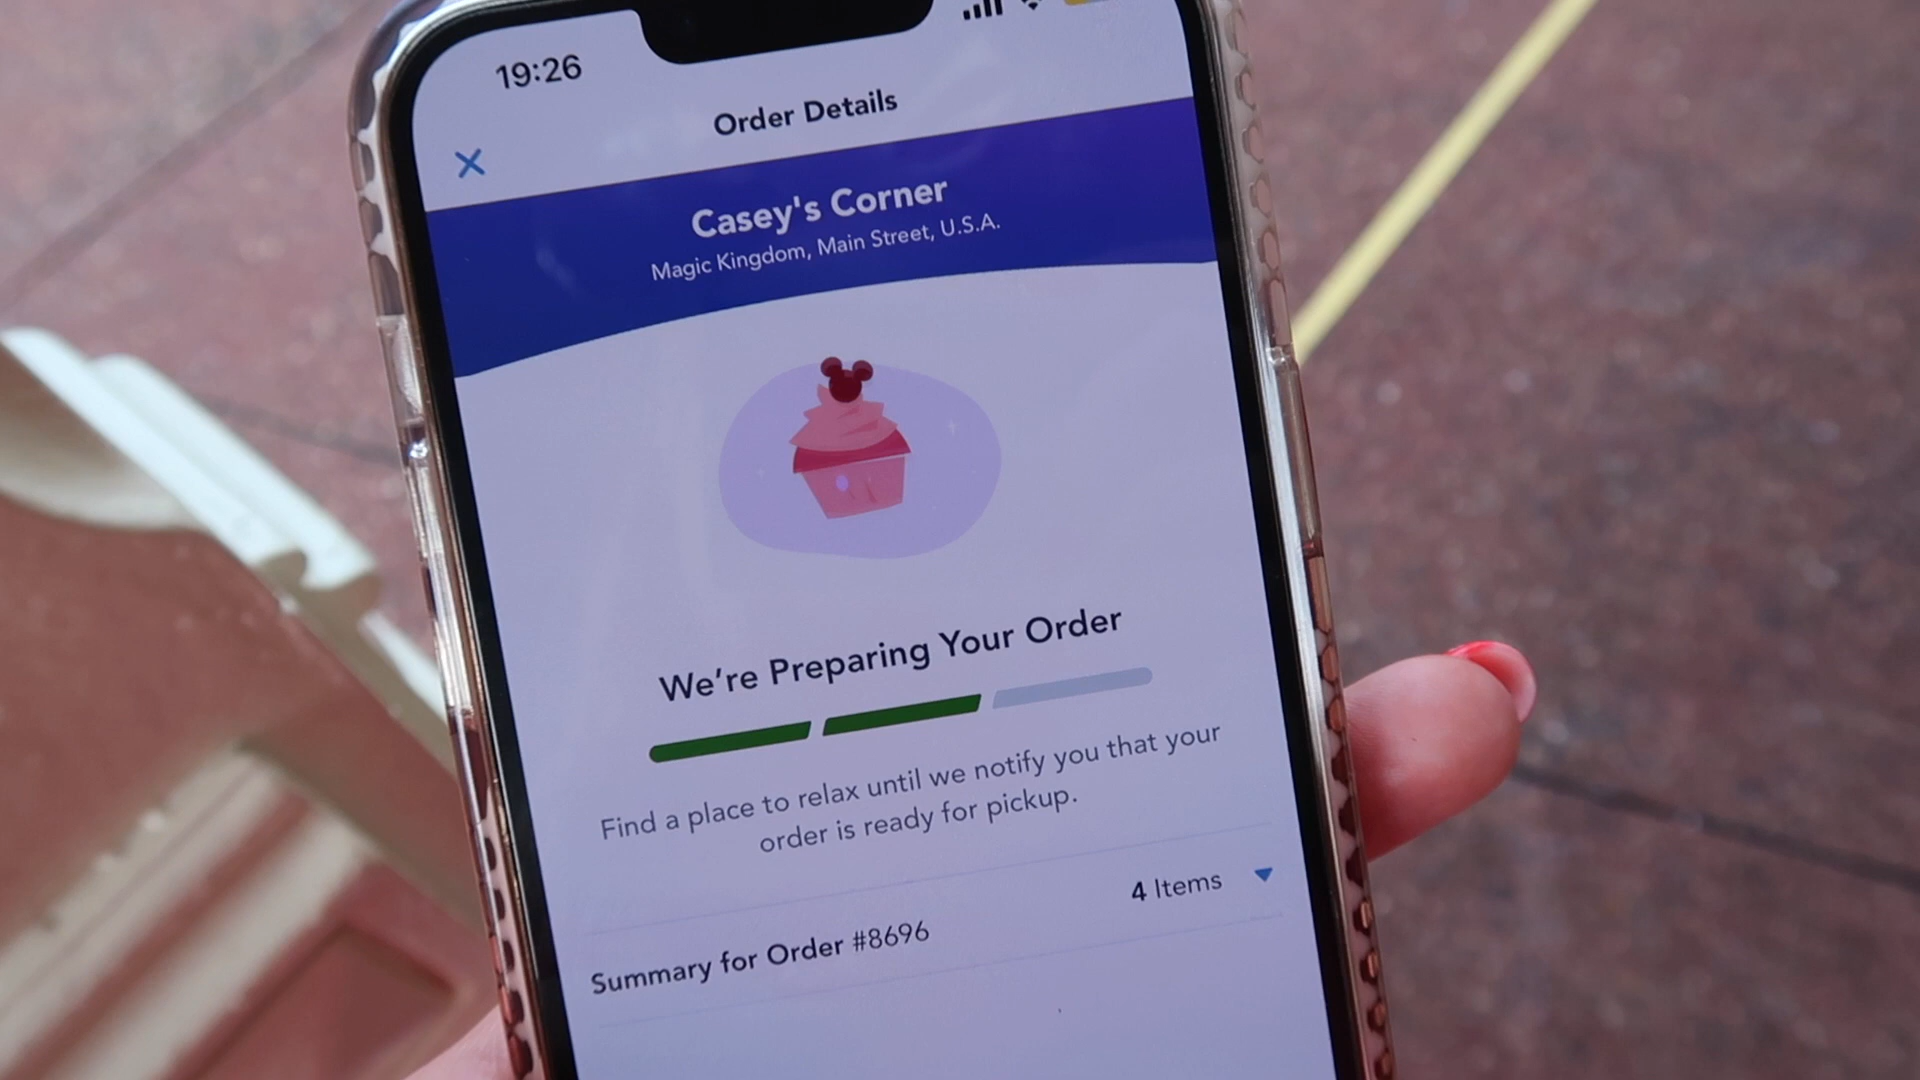 19:26
Order Details
Casey's Corner
Magic Kingdom, Main Street, U.S.A.
We’re Preparing Your Order
Find a place to relax until we notify you that your
order is ready for pickup.
4 Items
Summary for Order #8696